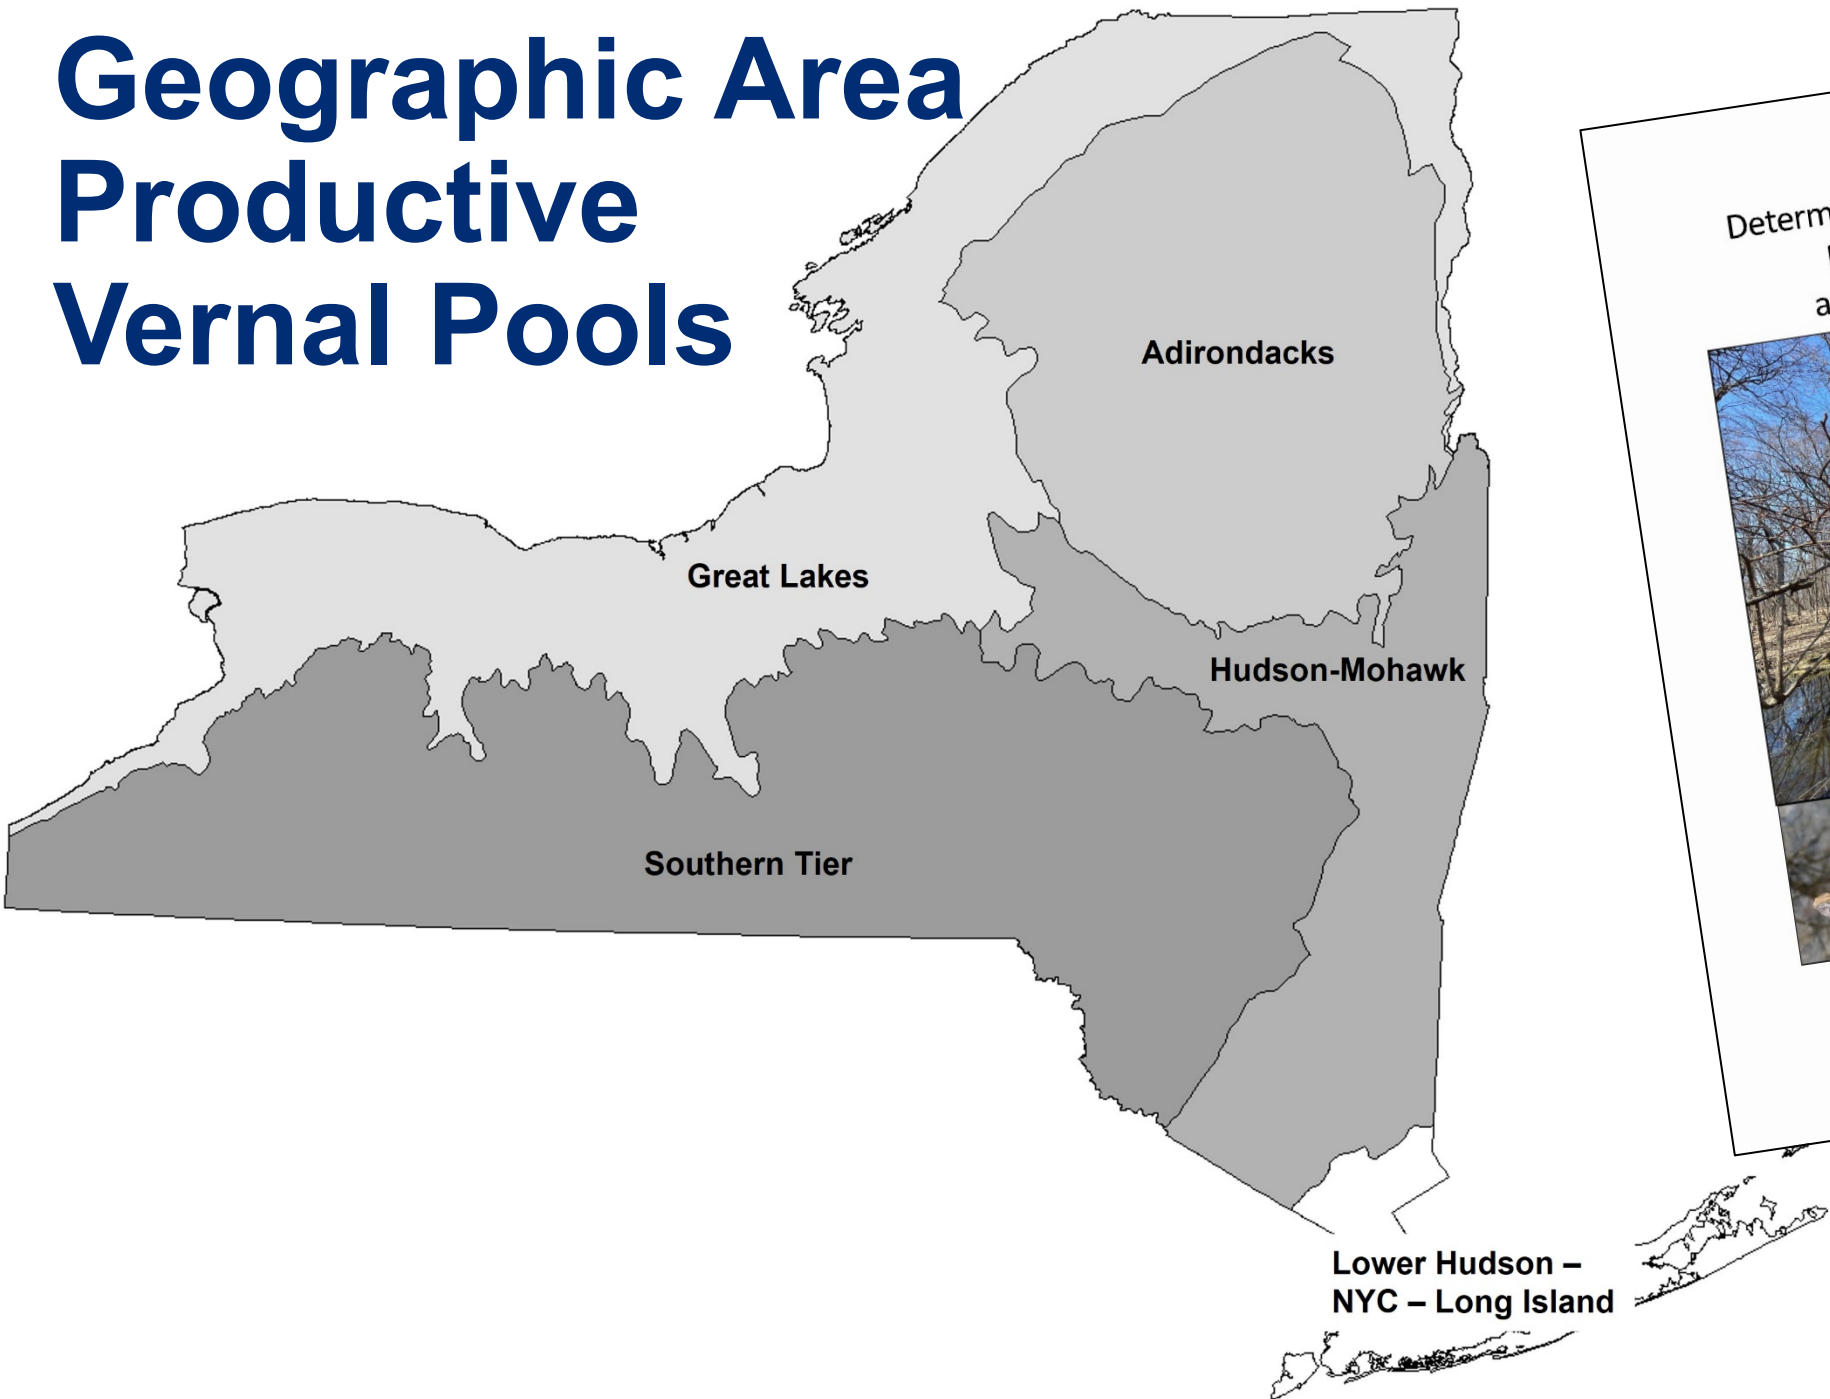 Geographic Area
Productive
Vernal Pools
Adirondacks
Great Lakes
Hudson-Mohawk
Southern Tier
Lower Hudson –
NYC – Long Island